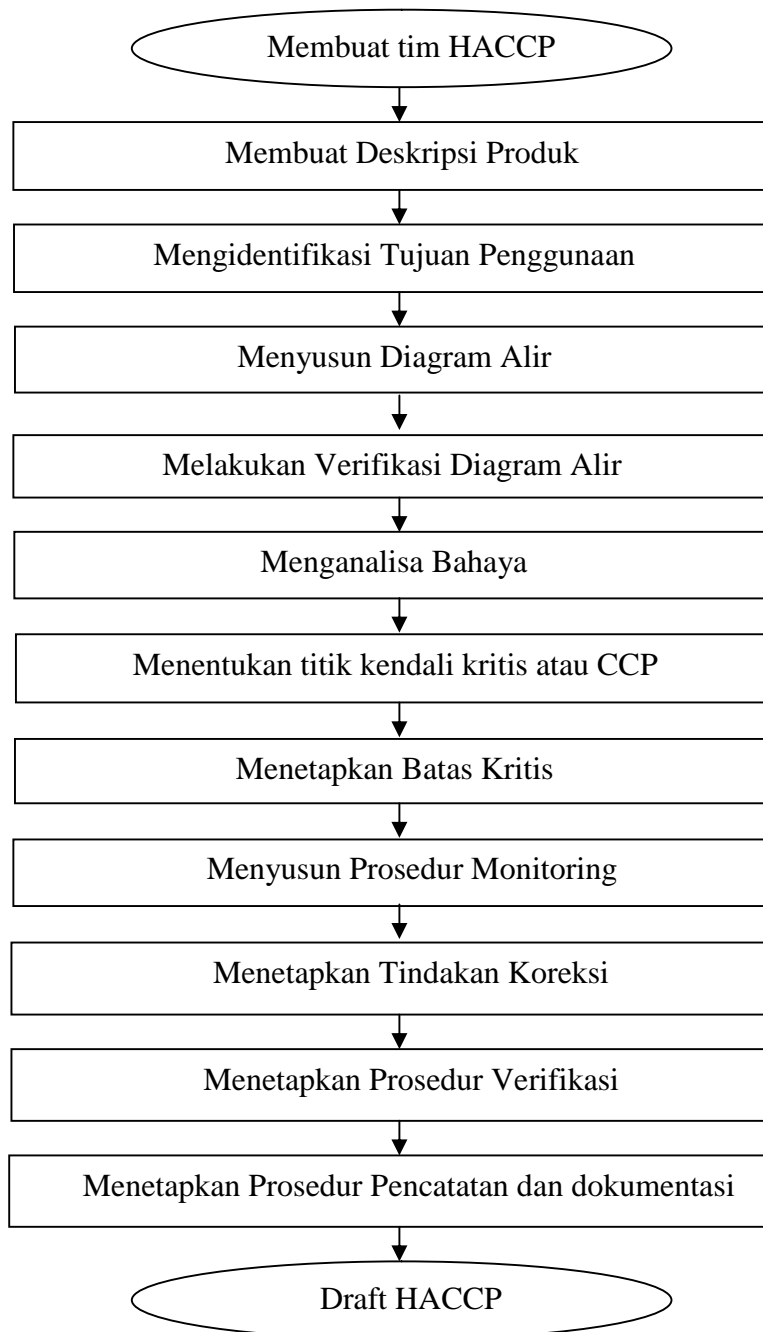 Membuat tim HACCP
Membuat Deskripsi Produk
Mengidentifikasi Tujuan Penggunaan
Menyusun Diagram Alir
Melakukan Verifikasi Diagram Alir
Menganalisa Bahaya
Menentukan titik kendali kritis atau CCP
Menetapkan Batas Kritis
Menyusun Prosedur Monitoring
Menetapkan Tindakan Koreksi
Menetapkan Prosedur Verifikasi
Menetapkan Prosedur Pencatatan dan dokumentasi
Draft HACCP